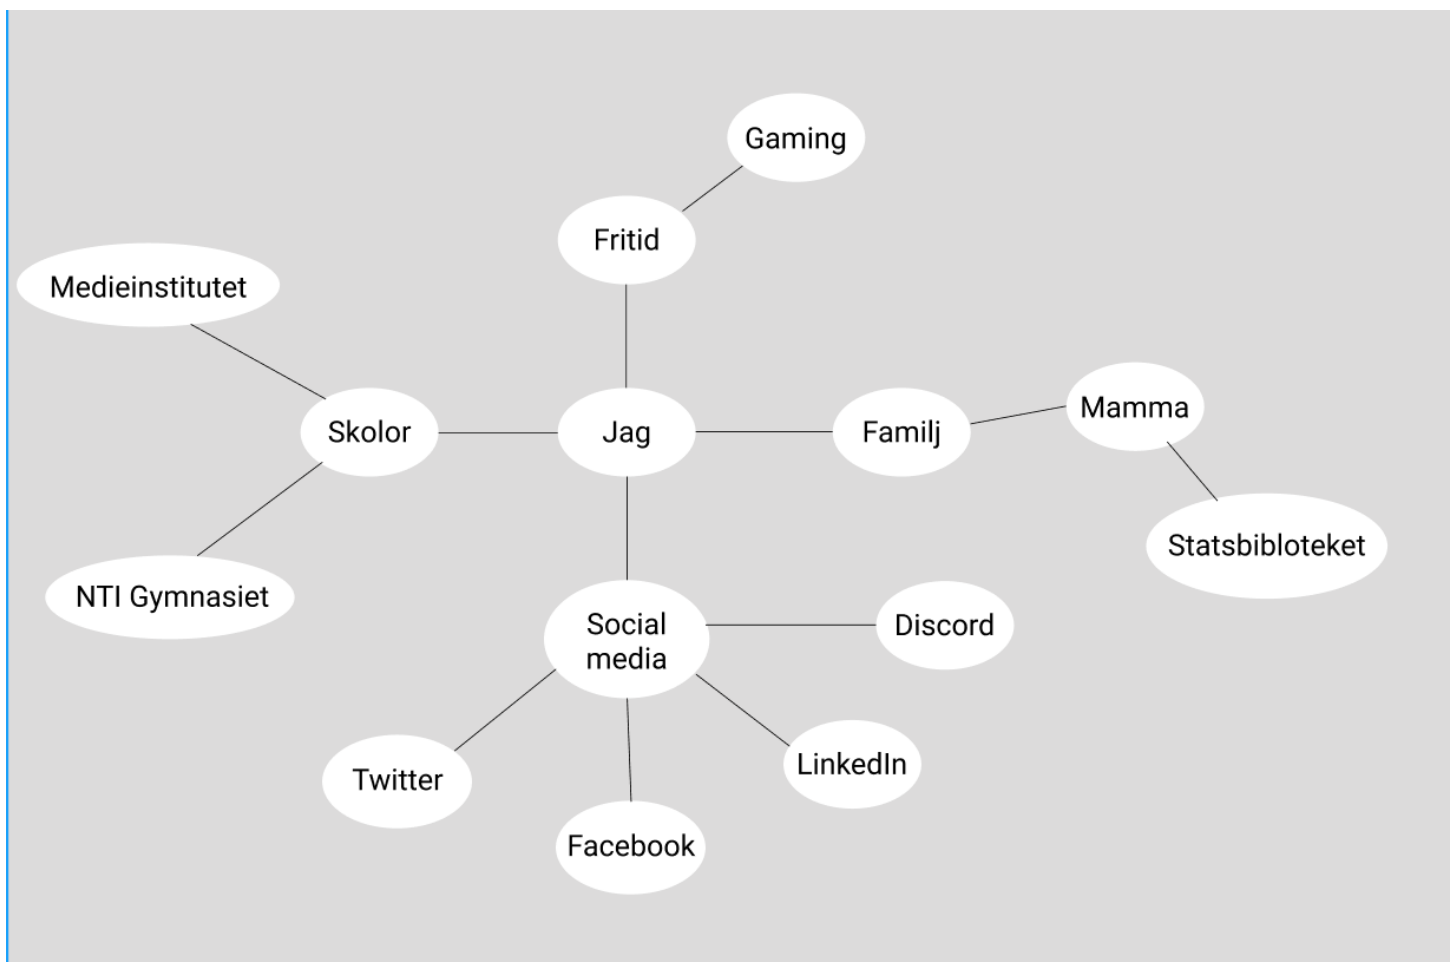 Gaming
Fritid
Medieinstitutet
Skolor
Jag
Familj
Mamma
Statsbibloteket
NTI Gymnasiet
Social
media
Discord
LinkedIn
Twitter
Facebook